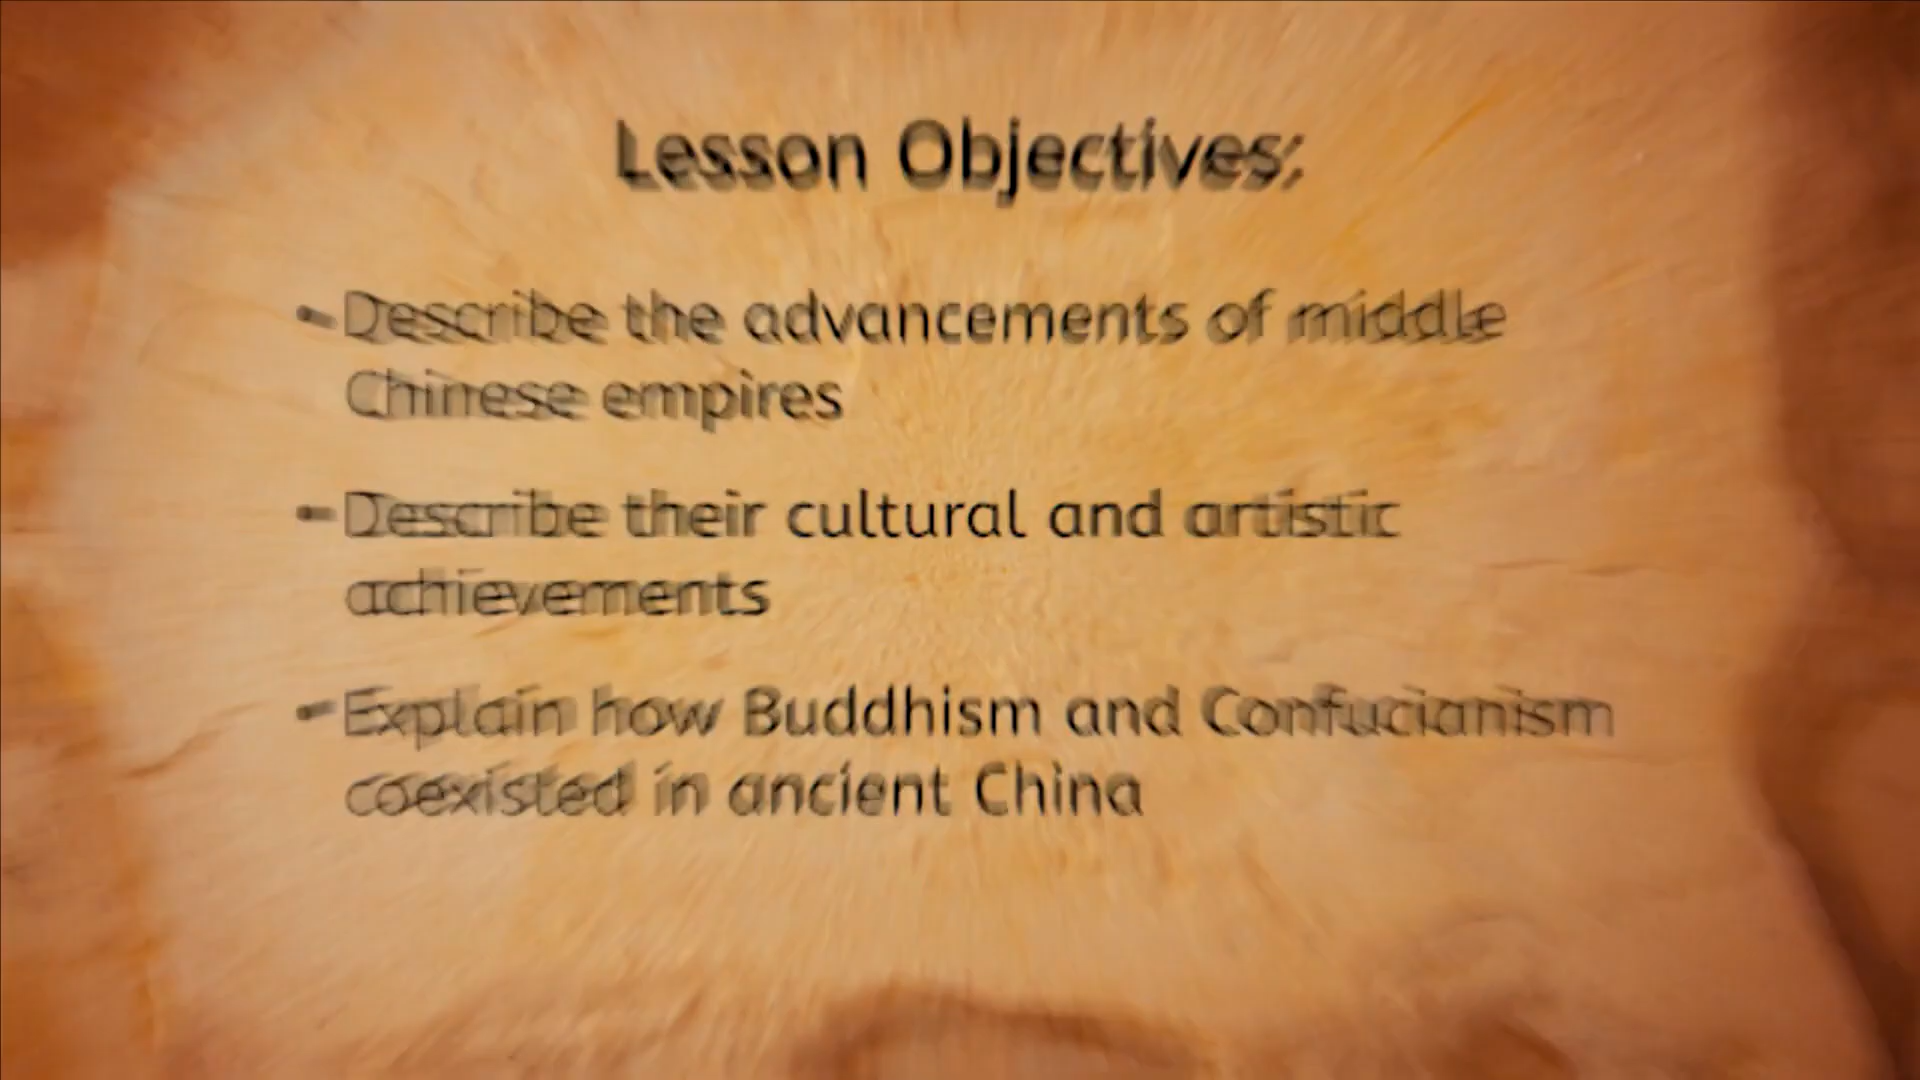 Lesson Objectives:
- Describe the advancements of middle
Chinese empires
- Describe their cultural and artistic
achievements
- Explain how Buddhism and Confucianism
coexisted in ancient China